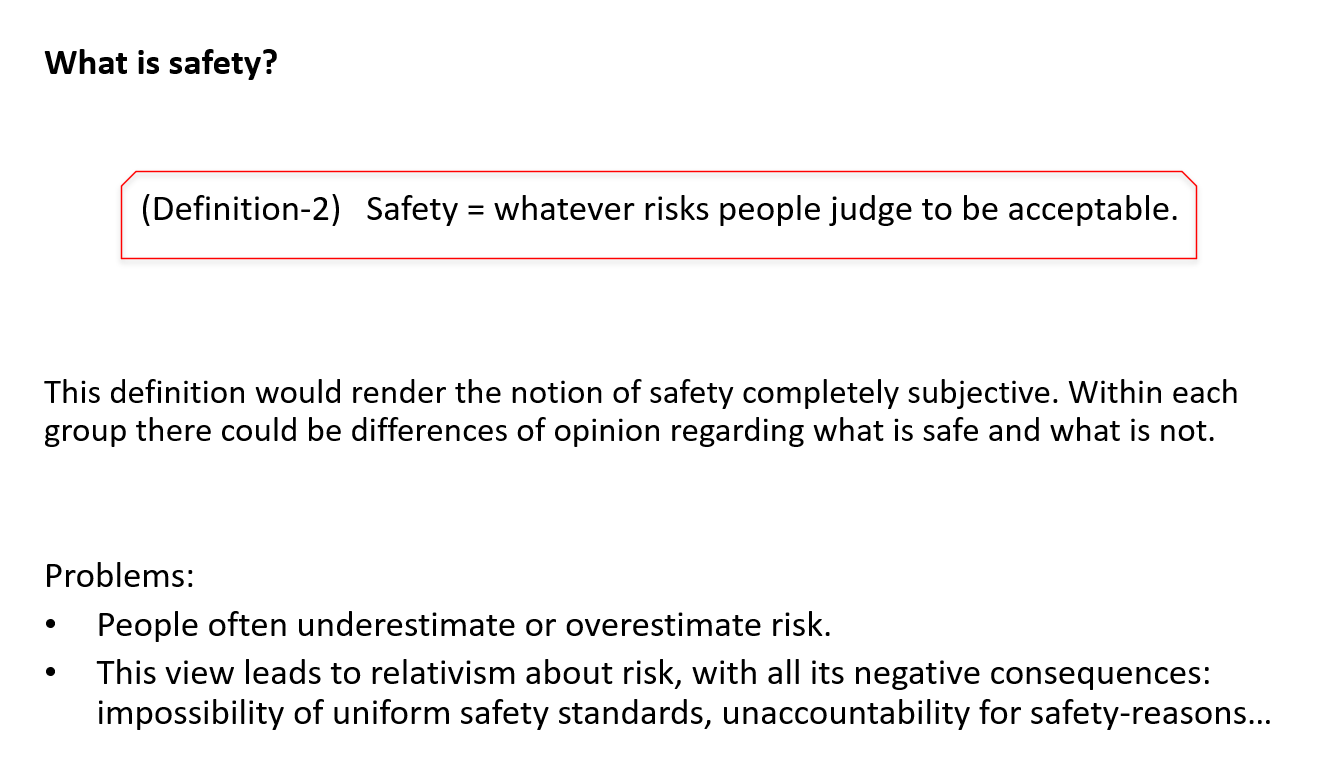 What is safety?
(Definition-2) Safety = whatever risks people judge to be acceptable.
This definition would render the notion of safety completely subjective. Within each
group there could be differences of opinion regarding what is safe and what is not.
Problems:
• People often underestimate or overestimate risk.
• This view leads to relativism about risk, with all its negative consequences:
impossibility of uniform safety standards, unaccountability for safety-reasons…